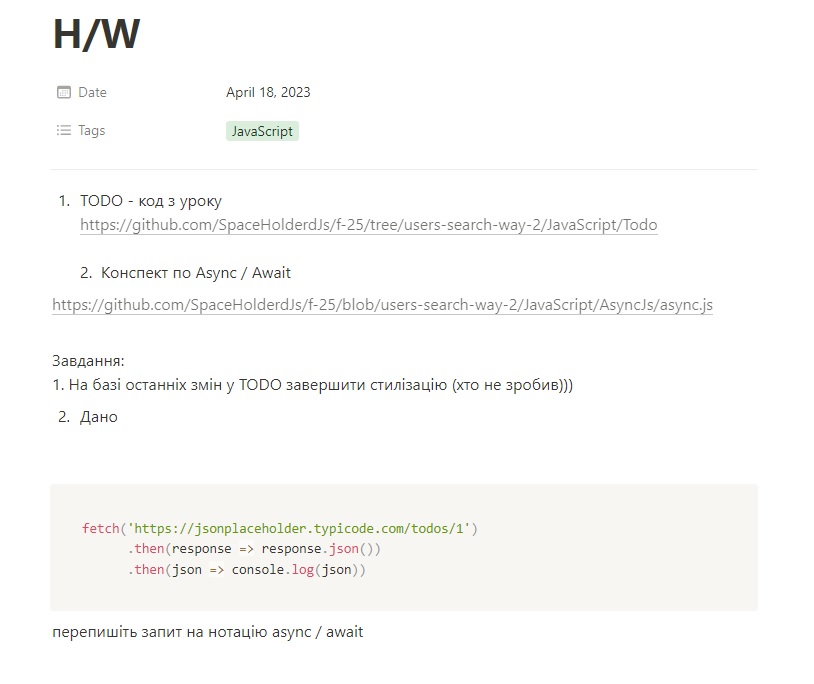 H/W
Date April 18, 2023
Tags JavaScript
1. TODO - код з уроку
https://github.com/SpaceHolderdJs/f-25/tree/users-search-way-2/JavaScript/Todo
2. Конспект по Async / Await
https://github.com/SpaceHolderdJs/f-25/blob/users-search-way-2/JavaScript/AsyncJs/async.js
Завдання:
1. На базі останніх змін у TODO завершити стилізацію (хто не зробив)))
2. Дано
fetch('https://jsonplaceholder.typicode.com/todos/1')
.then(response => response.json())
.then(json => console.log(json))
перепишіть запит на нотацію async / await